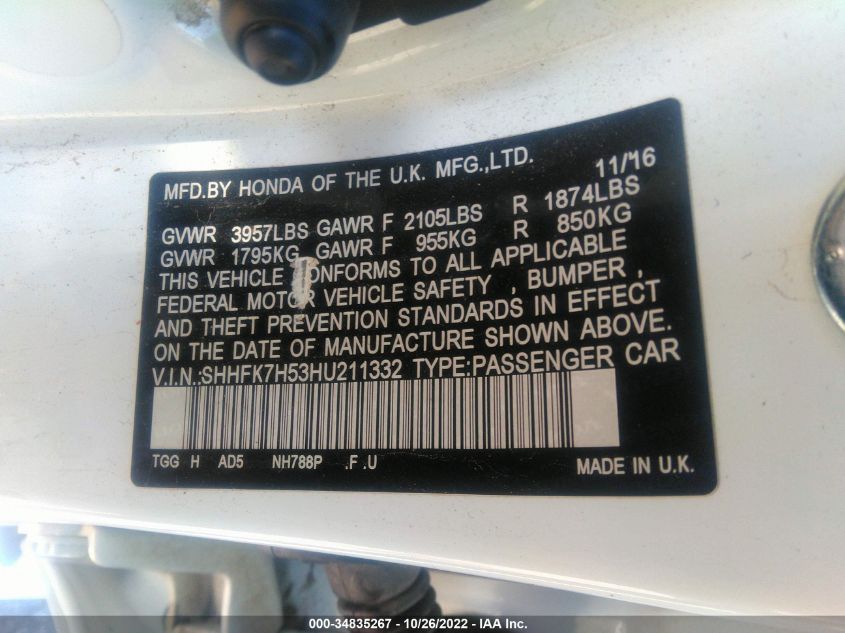 MFD.BY HONDA OF THE U.K. MFG.,LTD. 11/16
GVWR 3957LBS GAWR F 2105LBS R 1874LBS
GVWR 1795KG GAWR F 955KG R 850KG
THIS VEHICLE CONFORMS TO ALL APPLICABLE
FEDERAL MOTOR VEHICLE SAFETY , BUMPER ,
AND THEFT PREVENTION STANDARDS IN EFFECT
ON THE DATE OF MANUFACTURE SHOWN ABOVE.
V.I.N.:SHHFK7H53HU211332 TYPE:PASSENGER CAR
TGG H AD5 NH788P .F .U MADE IN U.K.
000-34835267 - 10/26/2022 - IAA Inc.